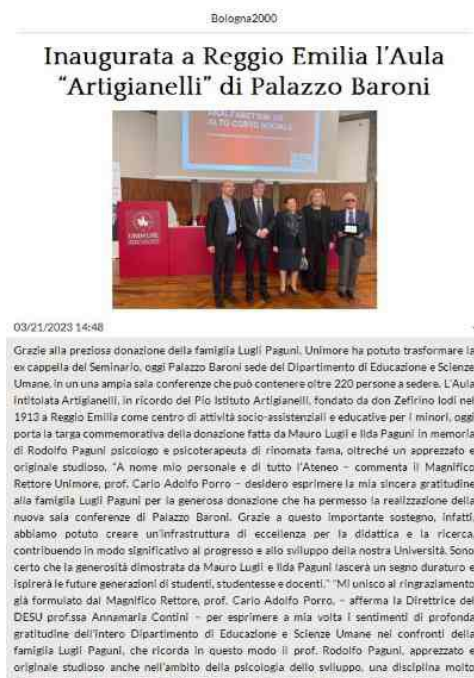 Bologna2000
Inaugurata a Reggio Emilia l’Aula
“Artigianelli” di Palazzo Baroni
ALTO COSTO SOCIALE
UNIMORE
03/21/2023 14:48
Grazie alla preziosa donazione della famiglia Lugli Paguni, Unimore ha potuto trasformare la
ex cappella del Seminario, oggi Palazzo Baroni sede del Dipartimento di Educazione e Scienze
Umane, in un una ampia sala conferenze che può contenere oltre 220 persone a sedere. L’Aula
intitolata Artigianelli, in ricordo del Pio Istituto Artigianelli, fondato da don Zefirino Iodi nel
1913 a Reggio Emilia come centro di attività socio-assistenziali e educative per i minori, oggi
porta la targa commemorativa della donazione fatta da Mauro Lugli e Ilda Paguni in memoria
di Rodolfo Paguni psicologo e psicoterapeuta di rinomata fama, oltreché un apprezzato e
originale studioso. “A nome mio personale e di tutto l’Ateneo – commenta il Magnifico
Rettore Unimore, prof. Carlo Adolfo Porro – desidero esprimere la mia sincera gratitudine
alla famiglia Lugli Paguni per la generosa donazione che ha permesso la realizzazione della
nuova sala conferenze di Palazzo Baroni. Grazie a questo importante sostegno, infatti,
abbiamo potuto creare un’infrastruttura di eccellenza per la didattica e la ricerca,
contribuendo in modo significativo al progresso e allo sviluppo della nostra Università. Sono
certo che la generosità dimostrata da Mauro Lugli e Ilda Paguni lascerà un segno duraturo e
ispirerà le future generazioni di studenti, studentesse e docenti.” “Mi unisco al ringraziamento
già formulato dal Magnifico Rettore, prof. Carlo Adolfo Porro, – afferma la Direttrice del
DESU prof.ssa Annamaria Contini – per esprimere a mia volta i sentimenti di profonda
gratitudine dell’intero Dipartimento di Educazione e Scienze Umane nei confronti della
famiglia Lugli Paguni, che ricorda in questo modo il prof. Rodolfo Paguni, apprezzato e
originale studioso anche nell’ambito della psicologia dello sviluppo, una disciplina molto